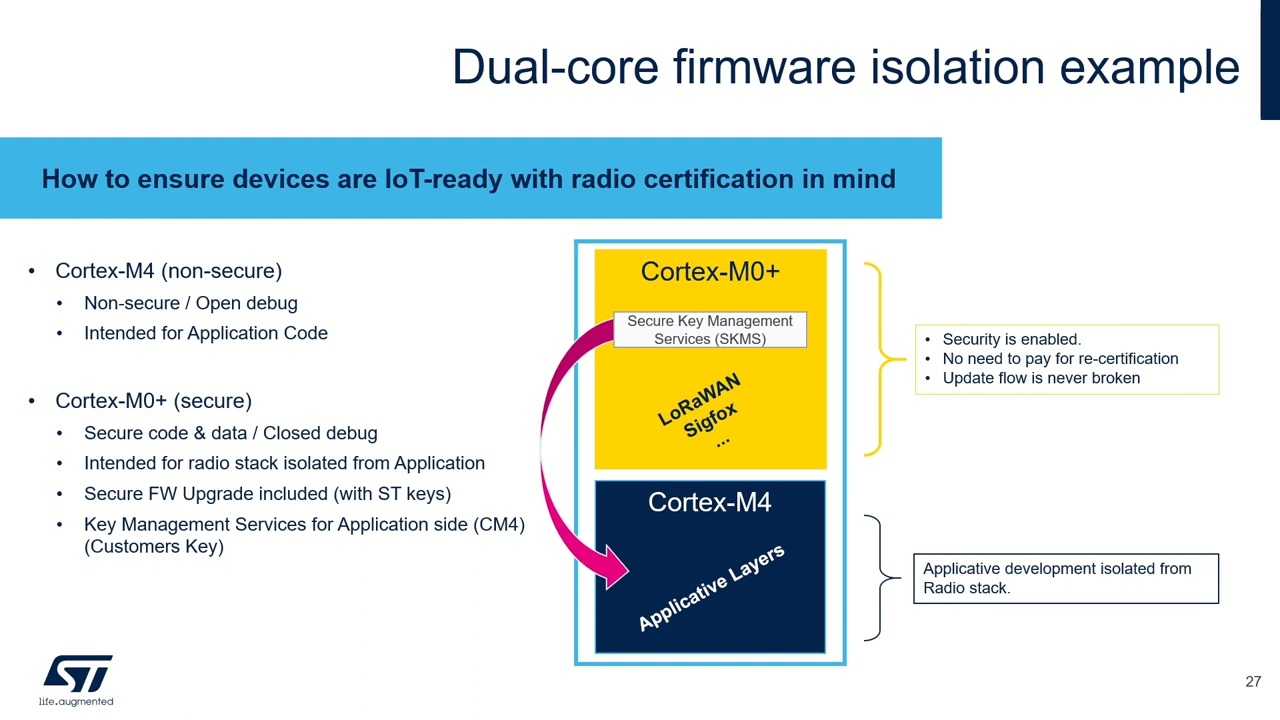 Dual-core firmware isolation example
How to ensure devices are IoT-ready with radio certification in mind
• Cortex-M4 (non-secure)
• Non-secure / Open debug
• Intended for Application Code
• Cortex-M0+ (secure)
• Secure code & data / Closed debug
• Intended for radio stack isolated from Application
• Secure FW Upgrade included (with ST keys)
• Key Management Services for Application side (CM4)
(Customers Key)
Cortex-M0+
Secure Key Management
Services (SKMS)
LoRaWAN
Sigfox
...
Cortex-M4
Applicative Layers
• Security is enabled.
• No need to pay for re-certification
• Update flow is never broken
Applicative development isolated from
Radio stack.
ST
life.augmented
27